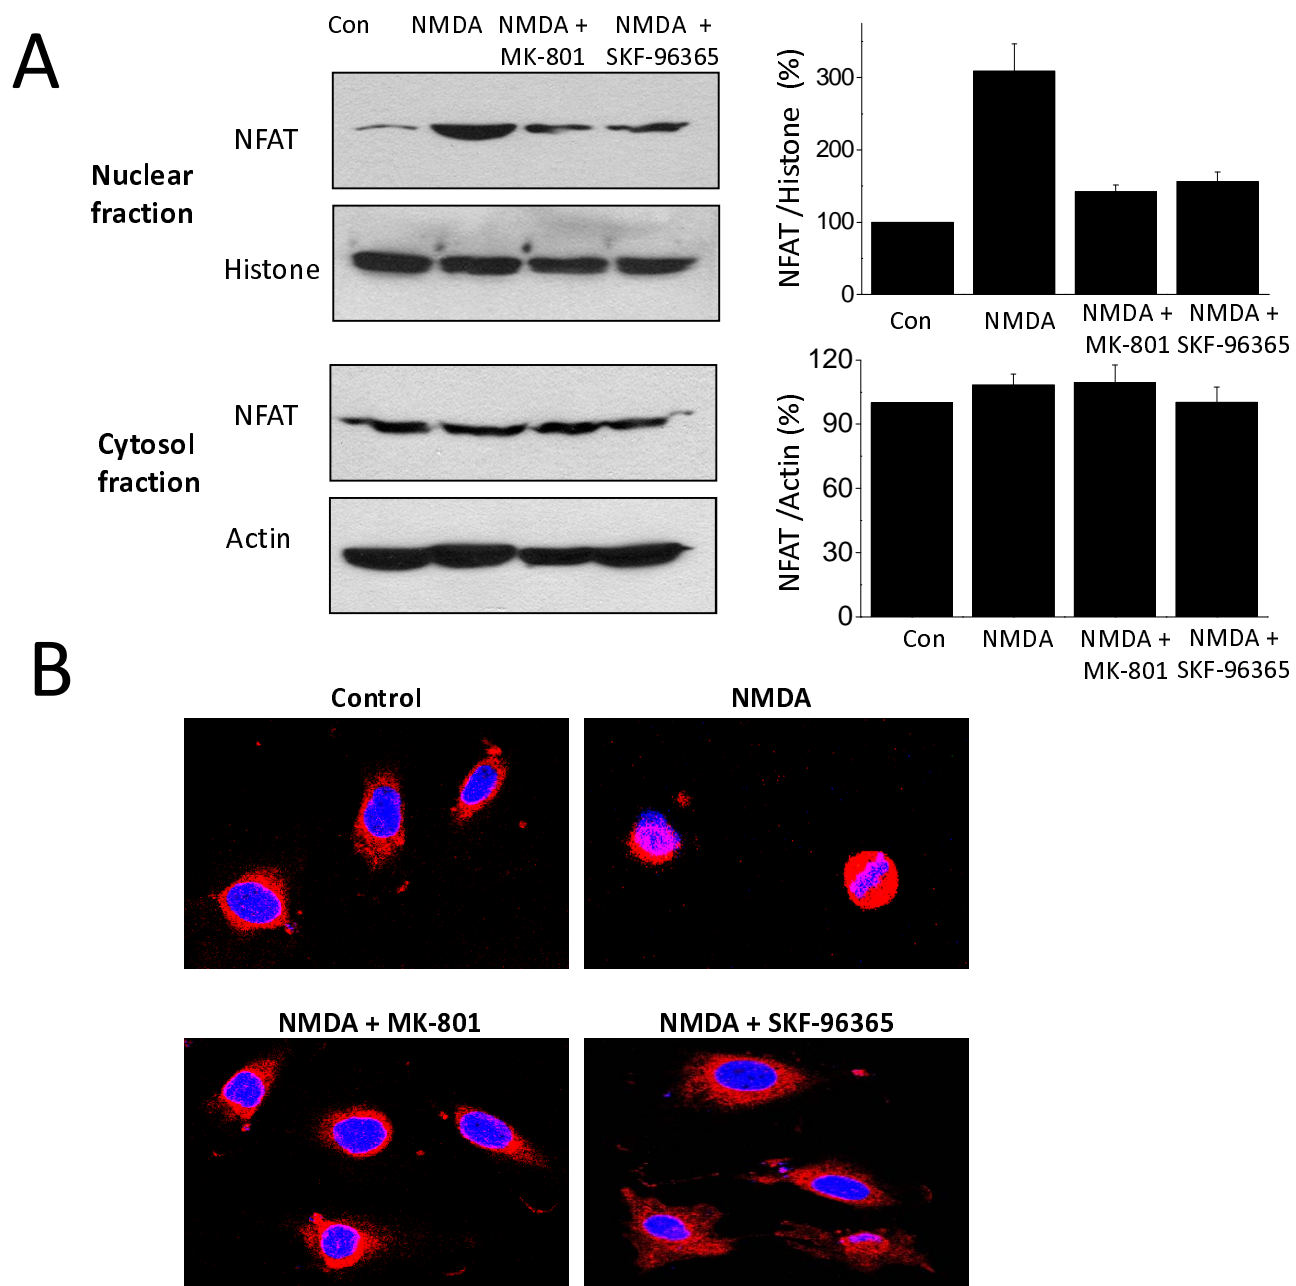 A
Con
NMDA
NMDA +
MK-801
NMDA +
SKF-96365
Nuclear
fraction
NFAT
Histone
Cytosol
fraction
NFAT
Actin
NFAT /Histone (%)
300
200
100
0
Con
NMDA
NMDA +
MK-801
NMDA +
SKF-96365
NFAT /Actin (%)
120
90
60
30
0
Con
NMDA
NMDA +
MK-801
NMDA +
SKF-96365
B
Control
NMDA
NMDA + MK-801
NMDA + SKF-96365